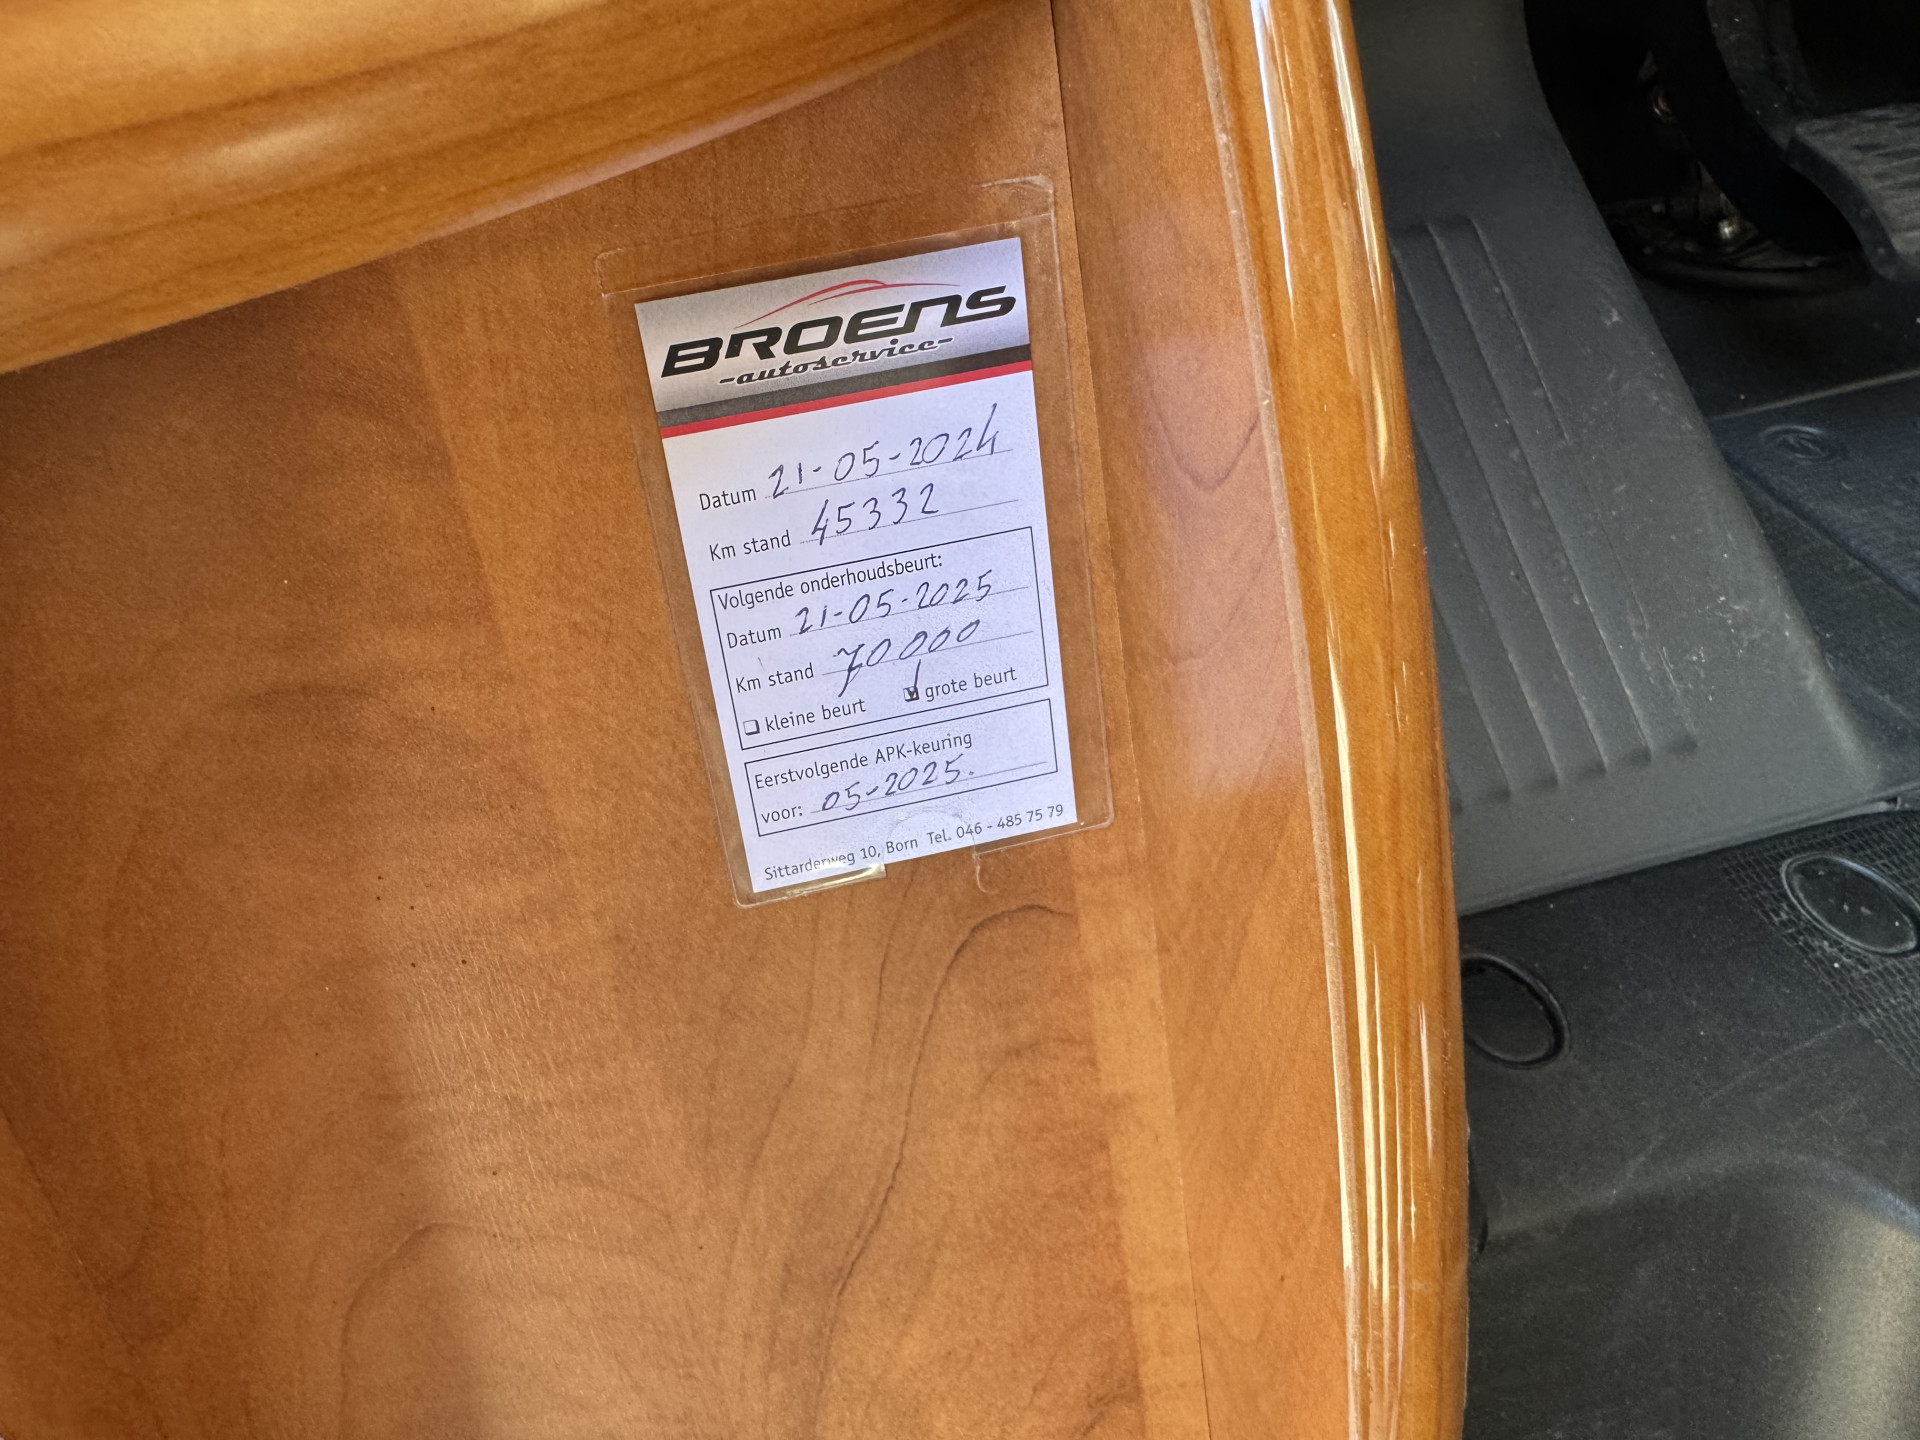 BROENS
-autoservice-
Datum 21-05-2024
Km stand 45332
Volgende onderhoudsbeurt:
Datum 21-05-2025
Km stand 70000
kleine beurt grote beurt
Eerstvolgende APK-keuring
voor: 05-2025.
Sittarderweg 10, Born Tel. 046 - 485 75 79